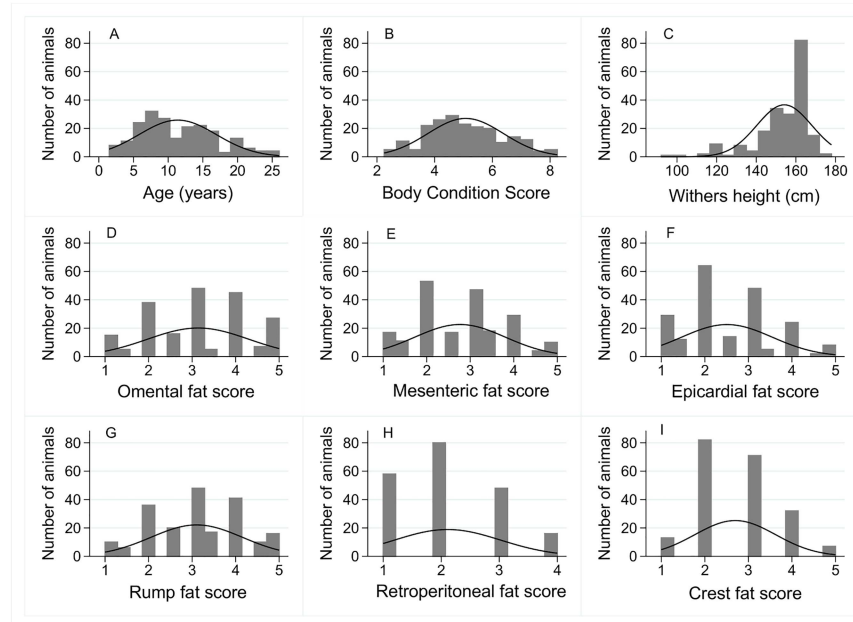 A
Number of animals
80
60
40
20
0
0 5 10 15 20 25
Age (years)
B
Number of animals
80
60
40
20
0
2 4 6 8
Body Condition Score
C
Number of animals
80
60
40
20
0
100 120 140 160 180
Withers height (cm)
D
Number of animals
80
60
40
20
0
1 2 3 4 5
Omental fat score
E
Number of animals
80
60
40
20
0
1 2 3 4 5
Mesenteric fat score
F
Number of animals
80
60
40
20
0
1 2 3 4 5
Epicardial fat score
G
Number of animals
80
60
40
20
0
1 2 3 4 5
Rump fat score
H
Number of animals
80
60
40
20
0
1 2 3 4
Retroperitoneal fat score
I
Number of animals
80
60
40
20
0
1 2 3 4 5
Crest fat score